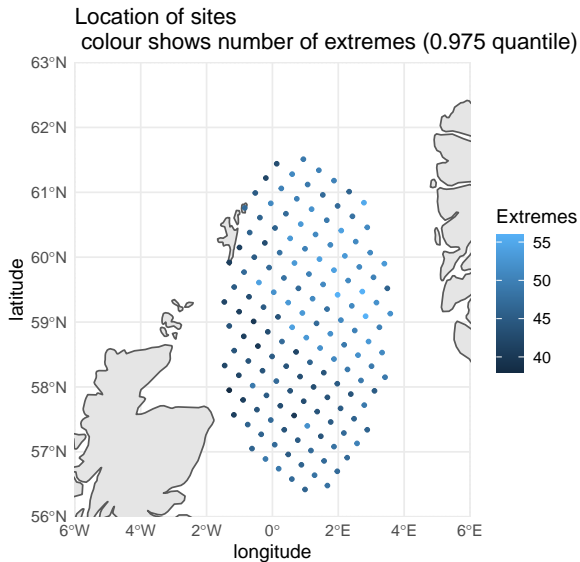 Location of sites
colour shows number of extremes (0.975 quantile)
63°N
62°N
61°N
60°N
59°N
58°N
57°N
56°N
latitude
6°W 4°W 2°W 0° 2°E 4°E 6°E
longitude
Extremes
55
50
45
40